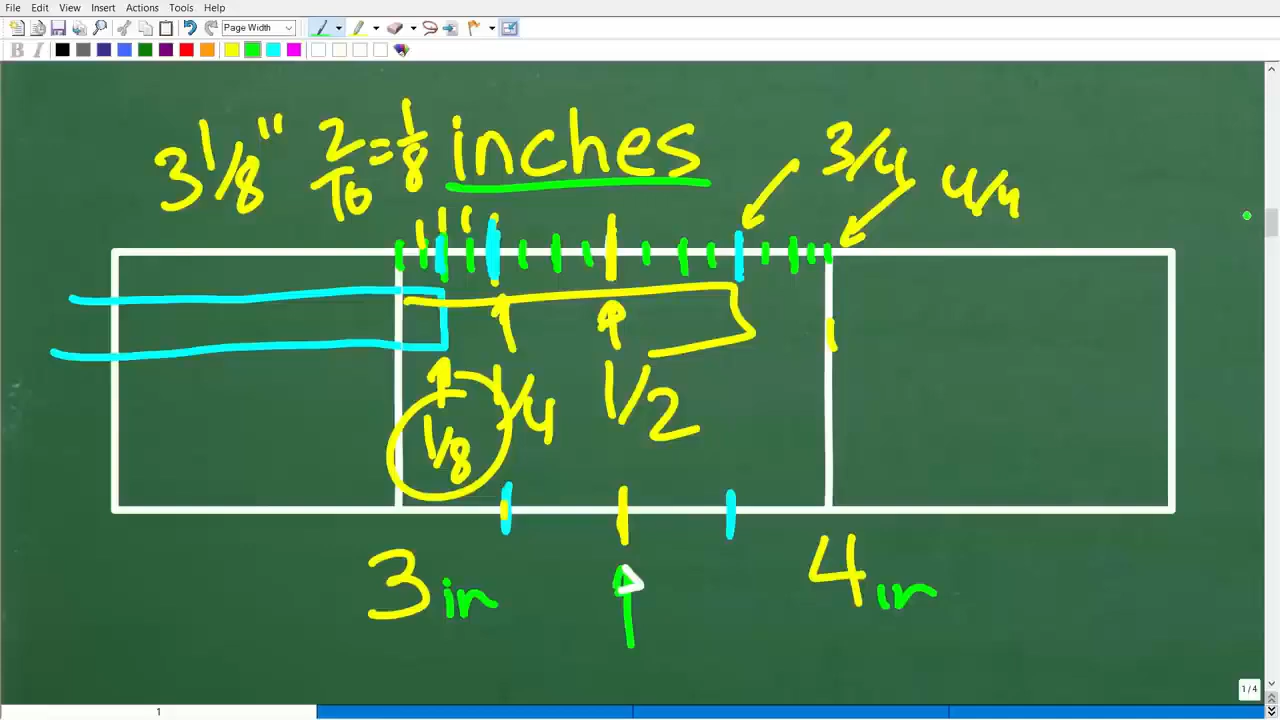 File Edit View Insert Actions Tools Help
Page Width
B I
3 1/8" 2/16 = 1/8 inches 3/4 4/4
1/8 1/4 1/2
3 in 4 in
1/4
1